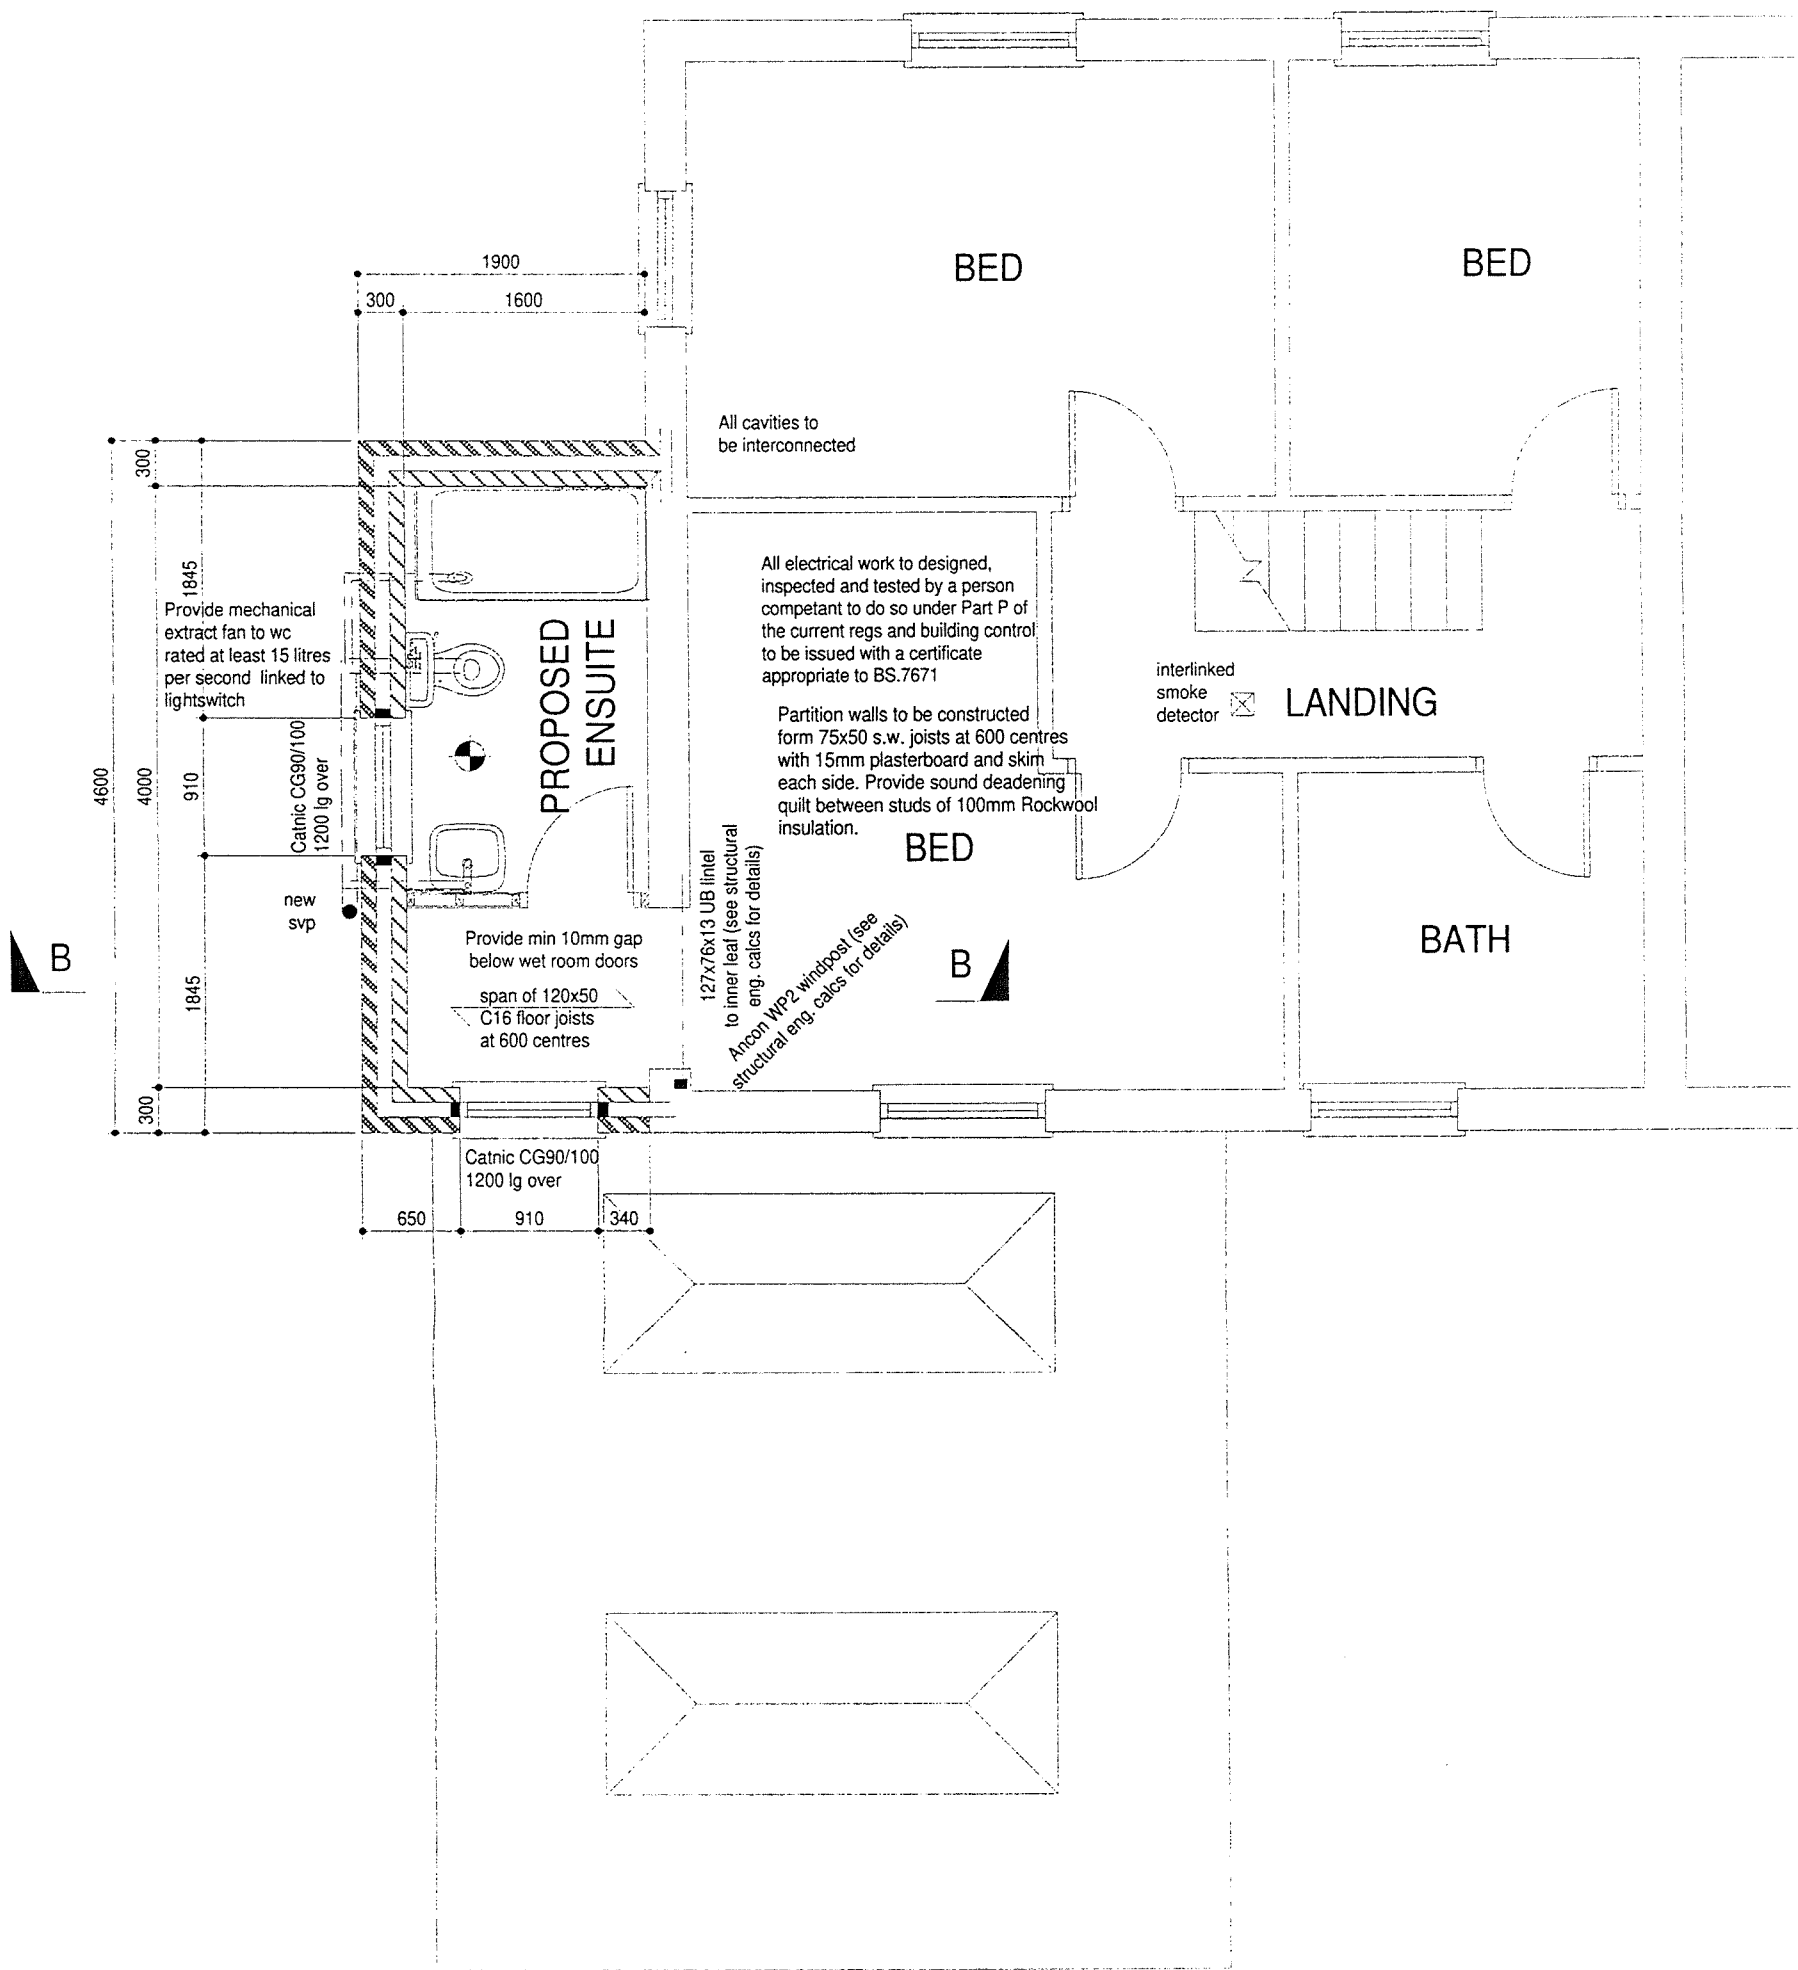 BED
BED
1900
300
1600
All cavities to
be interconnected
300
1845
4600
4000
910
1845
300
Provide mechanical
extract fan to wc
rated at least 15 litres
per second linked to
lightswitch
Catnic CG90/100
1200 lg over
new
svp
PROPOSED
ENSUITE
All electrical work to designed,
inspected and tested by a person
competant to do so under Part P of
the current regs and building control
to be issued with a certificate
appropriate to BS.7671
Partition walls to be constructed
form 75x50 s.w. joists at 600 centres
with 15mm plasterboard and skim
each side. Provide sound deadening
quilt between studs of 100mm Rockwool
insulation.
interlinked
smoke
detector
LANDING
BED
BATH
127x76x13 UB lintel
to inner leaf (see structural
eng. calcs for details)
Ancon WP2 windpost (see
structural eng. calcs for details)
B
B
Provide min 10mm gap
below wet room doors
span of 120x50
C16 floor joists
at 600 centres
Catnic CG90/100
1200 lg over
650
910
340